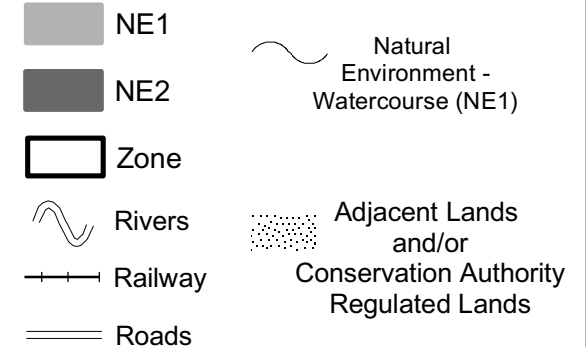 NE1
NE2
Zone
Rivers
Railway
Roads
Natural
Environment -
Watercourse (NE1)
Adjacent Lands
and/or
Conservation Authority
Regulated Lands